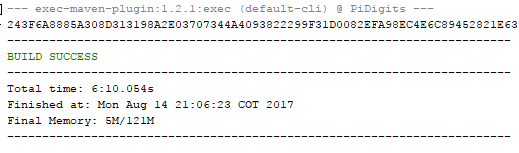 --- exec-maven-plugin:1.2.1:exec (default-cli) @ PiDigits ---
243F6A8885A308D313198A2E03707344A4093822299F31D0082EFA98EC4E6C89452821E63
------------------------------------------------------------------------
BUILD SUCCESS
------------------------------------------------------------------------
Total time: 6:10.054s
Finished at: Mon Aug 14 21:06:23 COT 2017
Final Memory: 5M/121M
------------------------------------------------------------------------